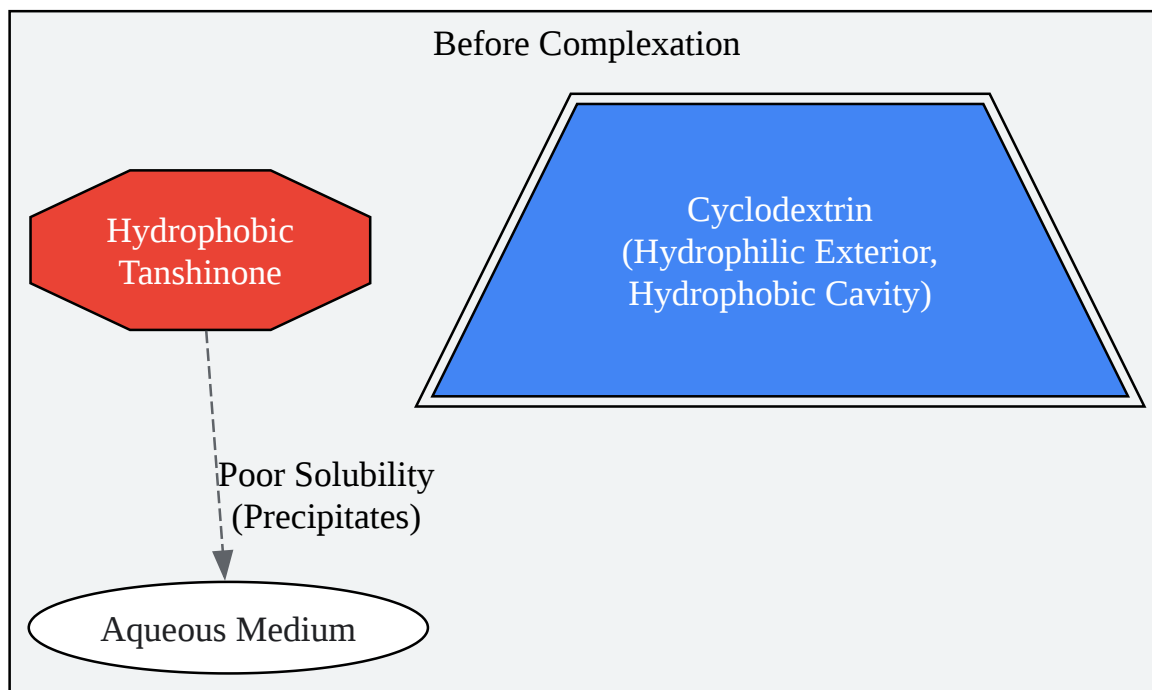 Before Complexation
Hydrophobic
Tanshinone
Cyclodextrin
(Hydrophilic Exterior,
Hydrophobic Cavity)
Poor Solubility
(Precipitates)
Aqueous Medium